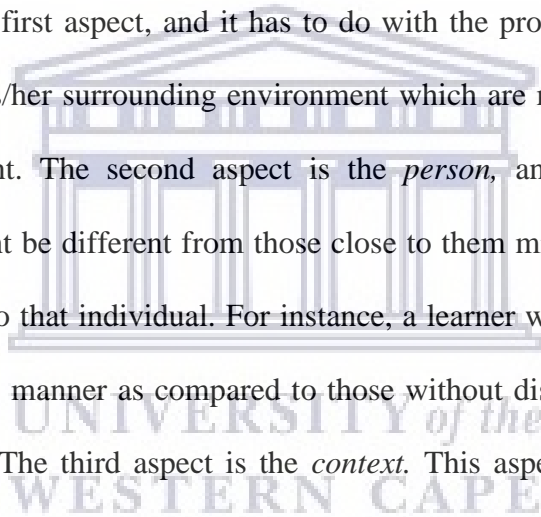 first aspect, and it has to do with the pro
/her surrounding environment which are
nt. The second aspect is the person, an
nt be different from those close to them m
o that individual. For instance, a learner w
manner as compared to those without dis
The third aspect is the context. This aspe
UNIVERSITY of the
WESTERN CAPE